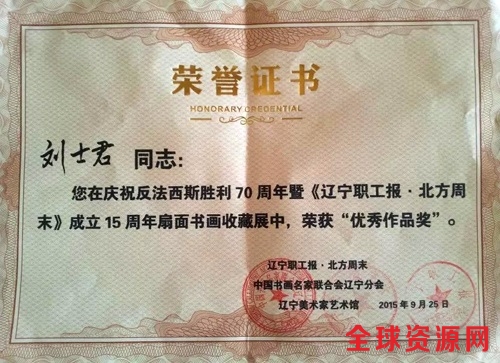 荣誉证书
HONORARY CREDENTIAL
刘士君 同志：
您在庆祝反法西斯胜利70周年暨《辽宁职工报·北方周
末》成立15周年扇面书画收藏展中，荣获“优秀作品奖”。
辽宁职工报·北方周末
中国书画名家联合会辽宁分会
辽宁美术家艺术馆 2015年9月25日
全球资源网